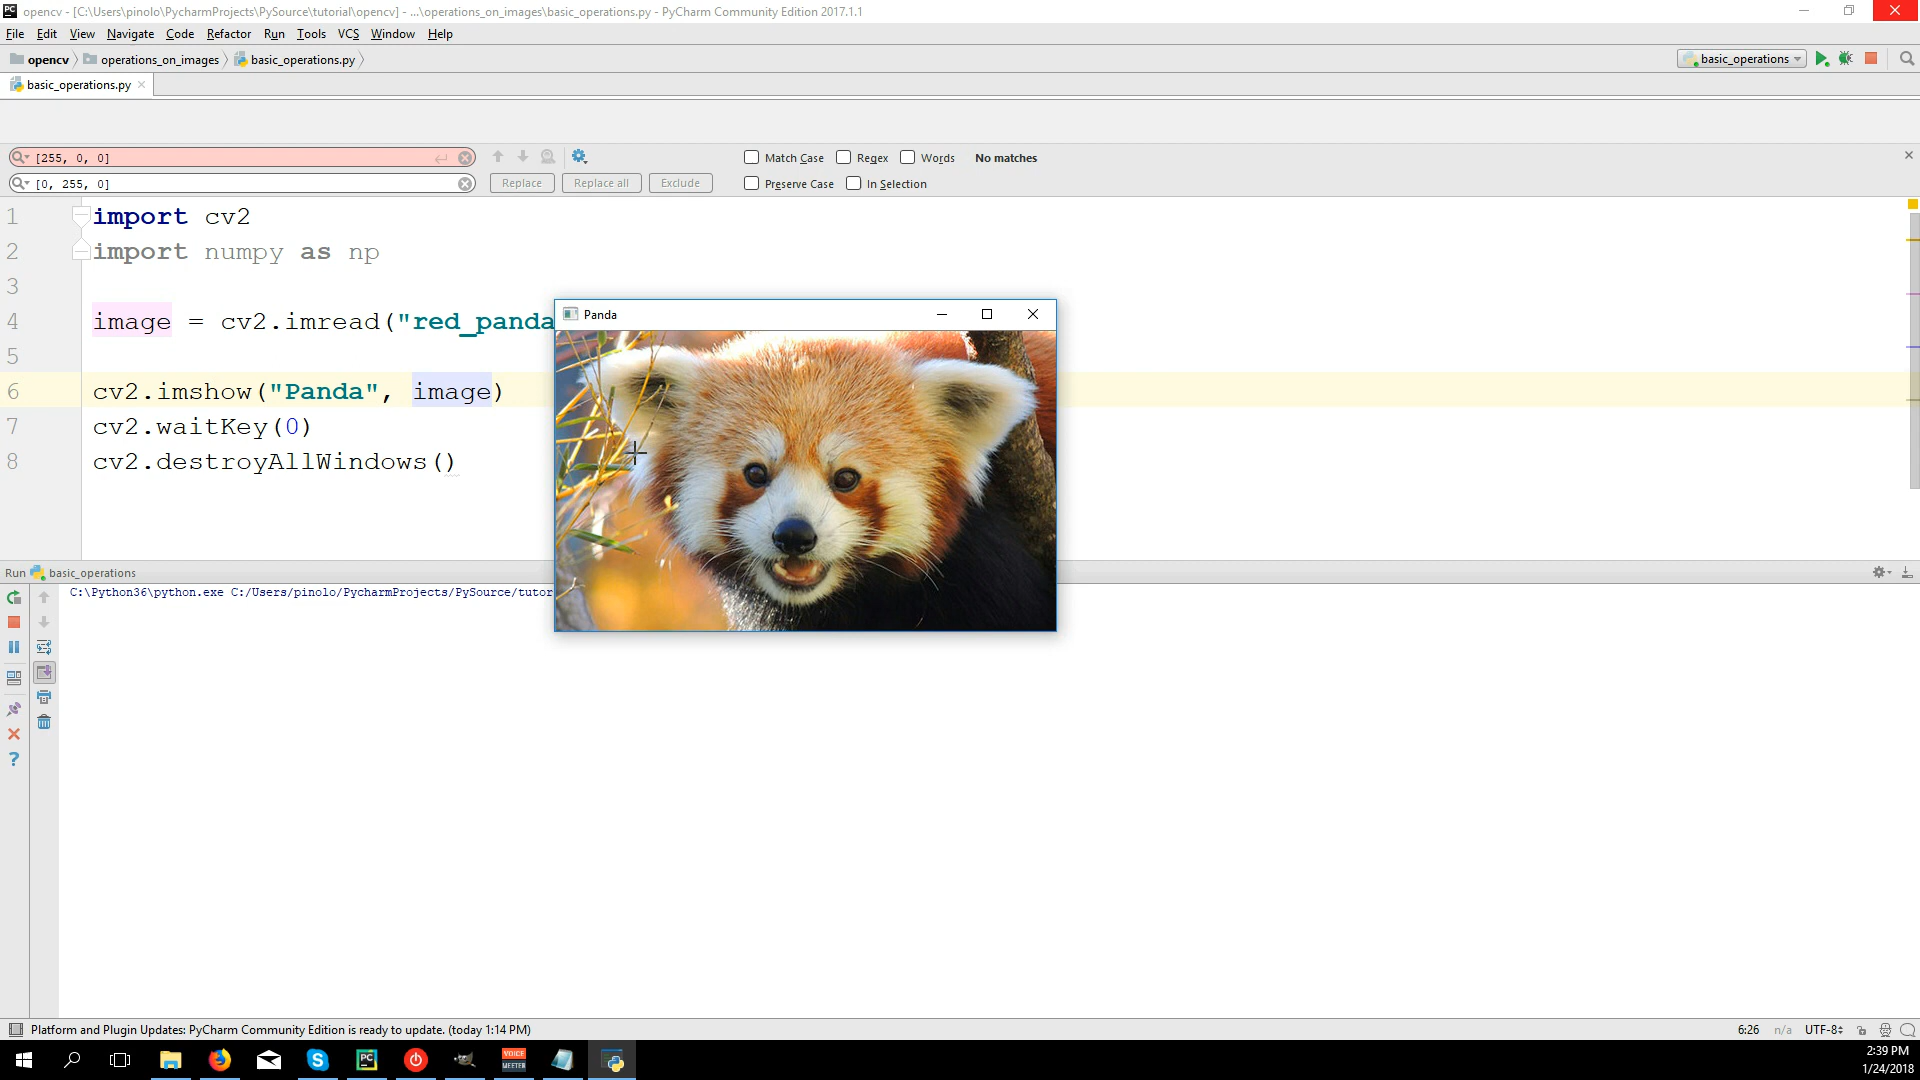 opencv - [C:\Users\pinolo\PycharmProjects\PySource\tutorial\opencv] - ...\operations_on_images\basic_operations.py - PyCharm Community Edition 2017.1.1
File Edit View Navigate Code Refactor Run Tools VCS Window Help
opencv operations_on_images basic_operations.py
basic_operations
basic_operations.py
[255, 0, 0]
Match Case Regex Words No matches
[0, 255, 0]
Replace Replace all Exclude Preserve Case In Selection
1 import cv2
2 import numpy as np
3
4 image = cv2.imread("red_panda
5
6 cv2.imshow("Panda", image)
7 cv2.waitKey(0)
8 cv2.destroyAllWindows()
Panda
Run basic_operations
C:\Python36\python.exe C:/Users/pinolo/PycharmProjects/PySource/tutor
Platform and Plugin Updates: PyCharm Community Edition is ready to update. (today 1:14 PM)
6:26 n/a UTF-8
VOICE
MEETER
2:39 PM
1/24/2018